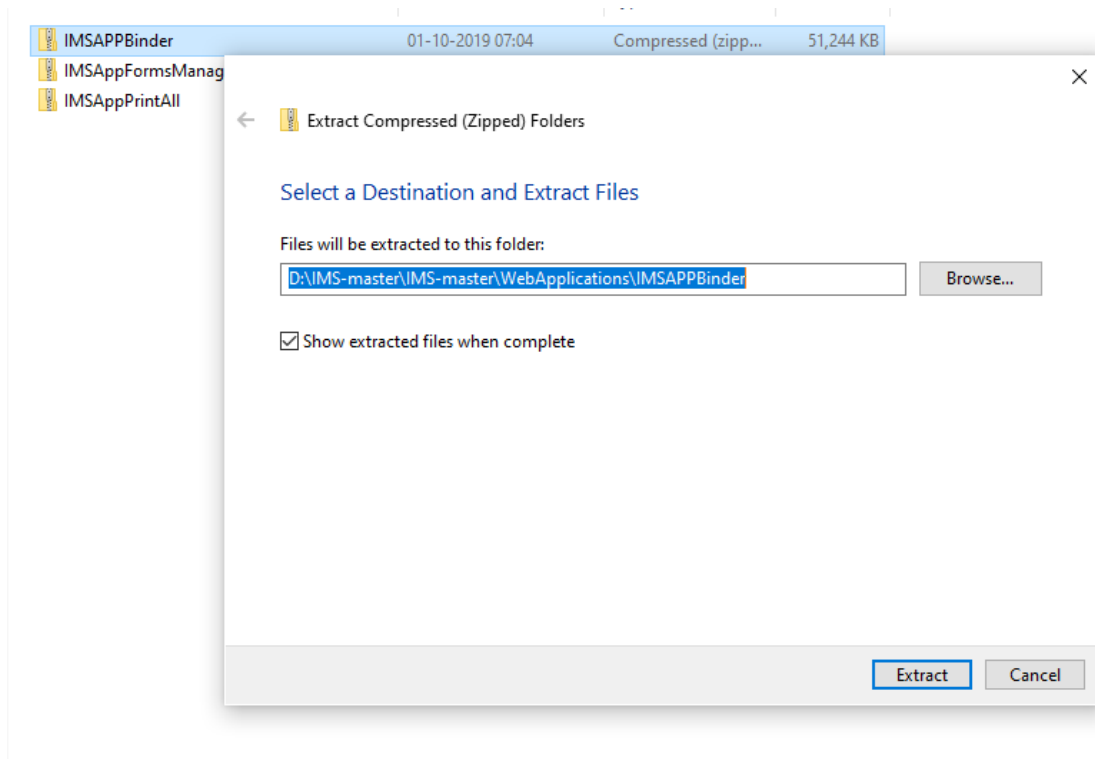 IMSAPPBinder 01-10-2019 07:04 Compressed (zipp... 51,244 KB
IMSAppFormsManag
IMSAppPrintAll
Extract Compressed (Zipped) Folders
Select a Destination and Extract Files
Files will be extracted to this folder:
D:\IMS-master\IMS-master\WebApplications\IMSAPPBinder Browse...
Show extracted files when complete
Extract Cancel